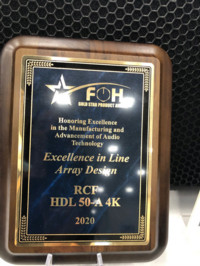 FOH
GOLD STAR PRODUCT AWARD
Honoring Excellence
in the Manufacturing and
Advancement of Audio
Technology
Excellence in Line
Array Design
RCF
HDL 50-A 4K
2020